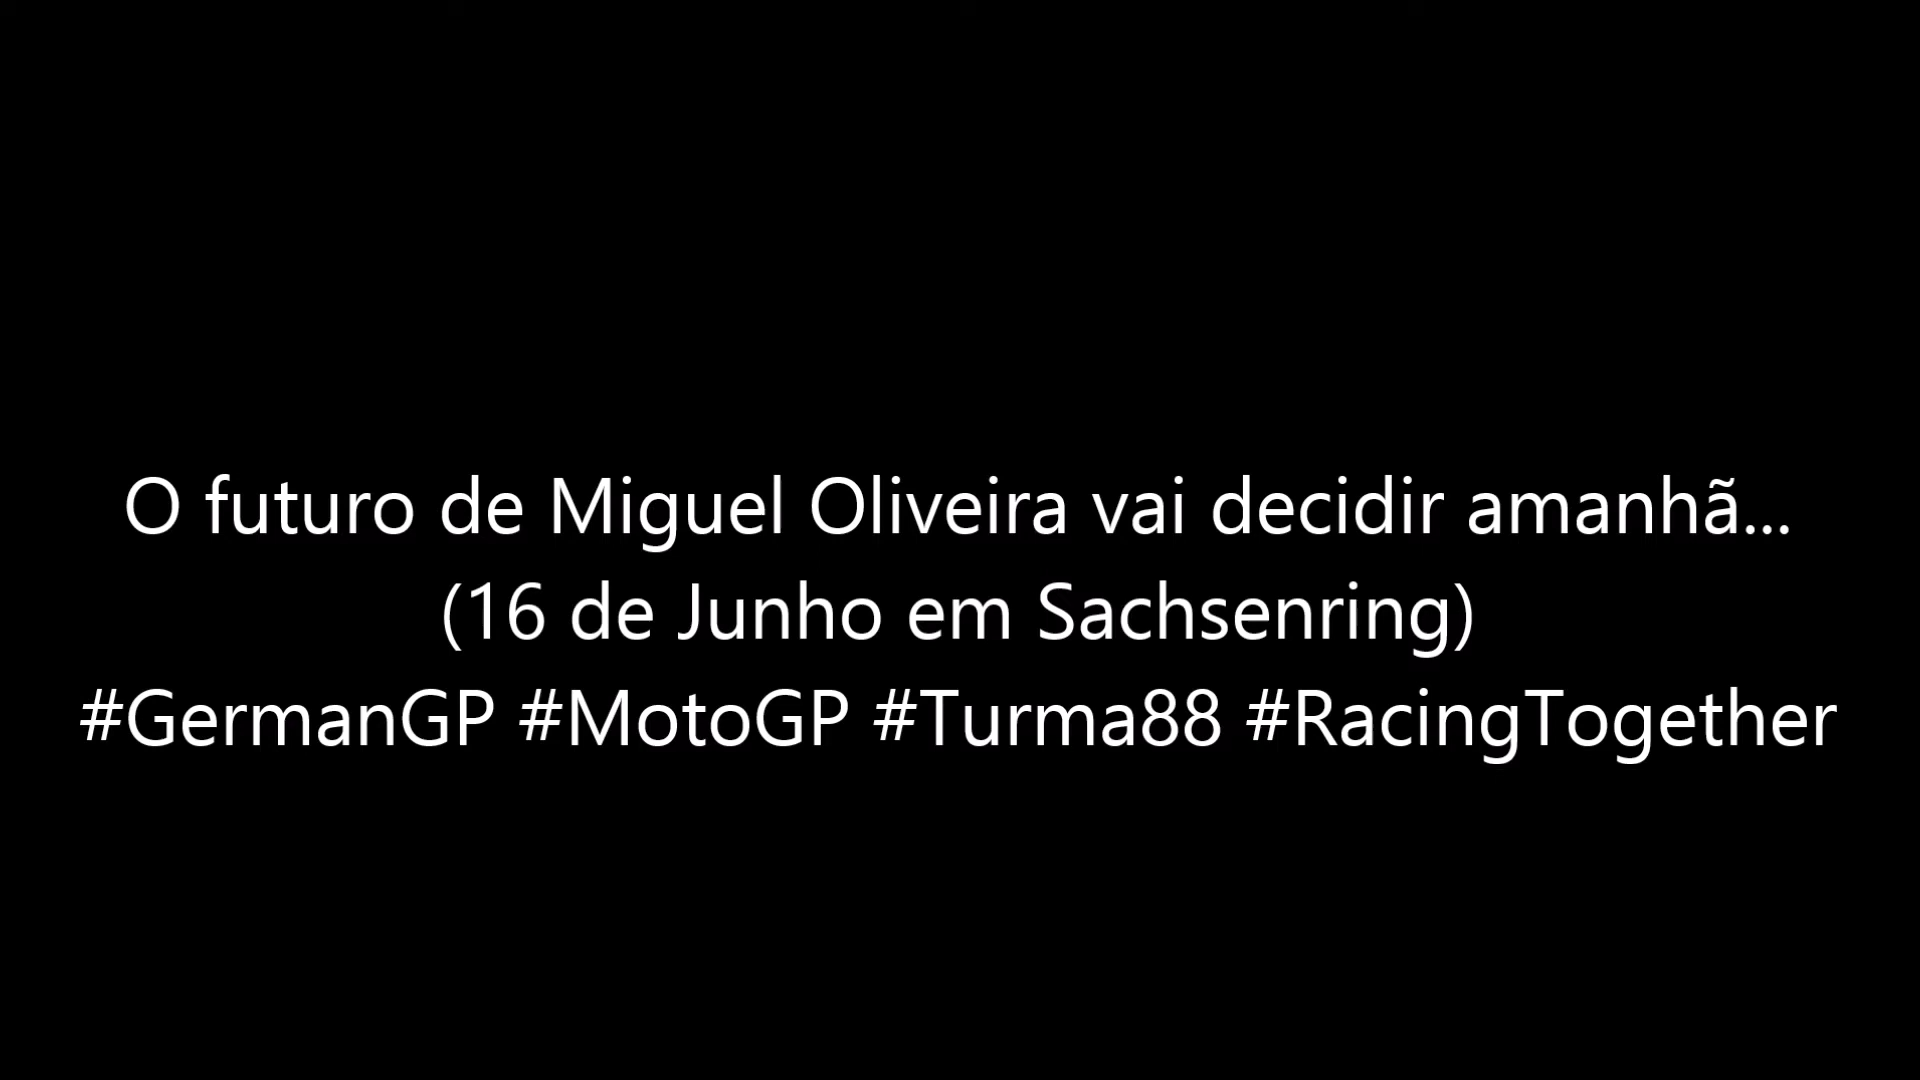 O futuro de Miguel Oliveira vai decidir amanhã...
(16 de Junho em Sachsenring)
#GermanGP #MotoGP #Turma88 #RacingTogether